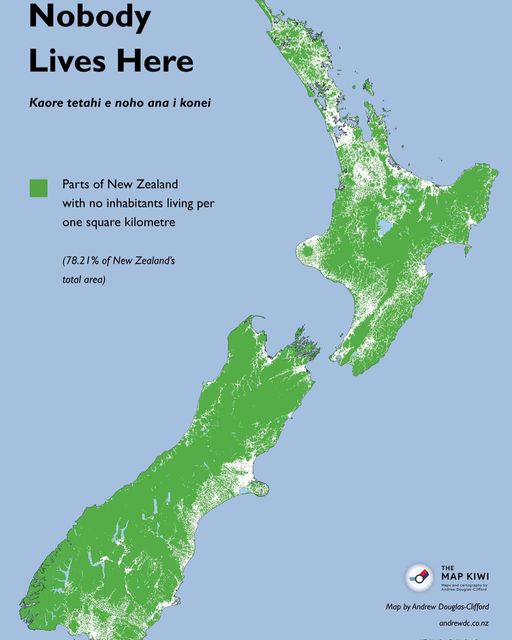 Nobody
Lives Here
Kaore tetahi e noho ana i konei
Parts of New Zealand
with no inhabitants living per
one square kilometre
(78.21% of New Zealand's
total area)
THE
MAP KIWI
Maps and cartography by
Andrew Douglas-Clifford
Map by Andrew Douglas-Clifford
andrewdc.co.nz